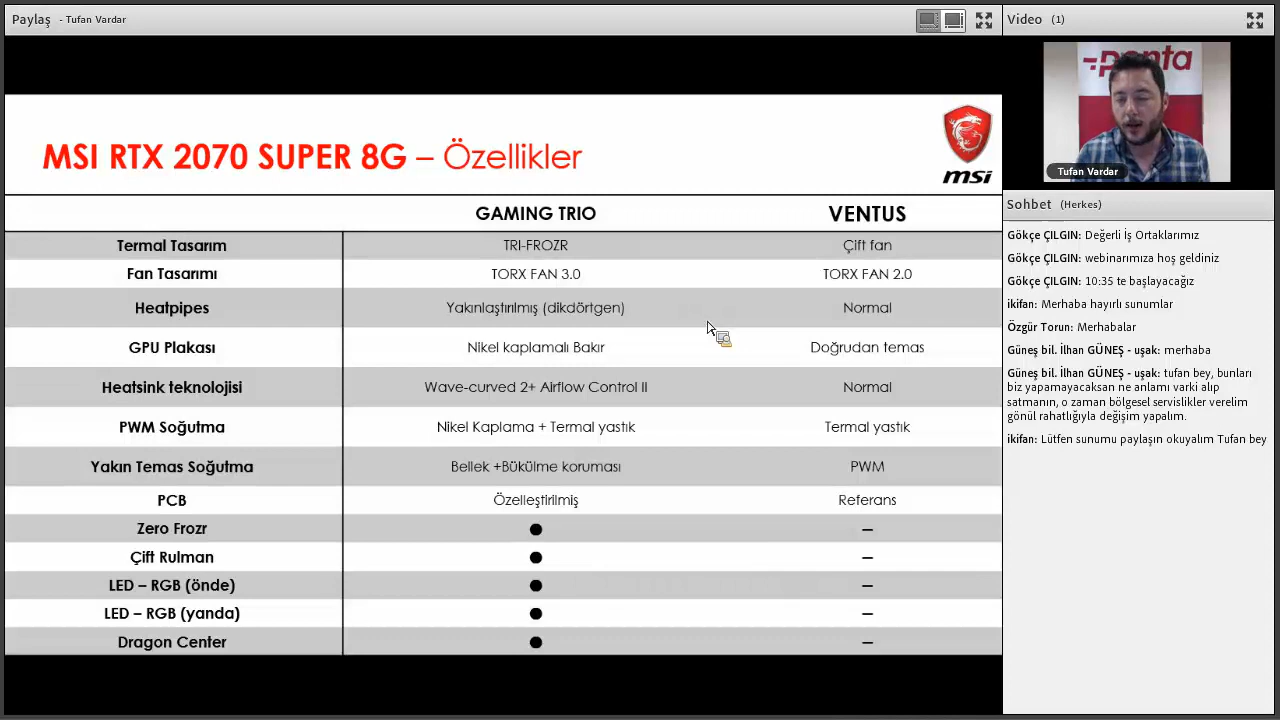 Paylaş - Tufan Vardar
Video (1)
MSI RTX 2070 SUPER 8G – Özellikler
msi
GAMING TRIO VENTUS
Termal Tasarım TRI-FROZR Çift fan
Fan Tasarımı TORX FAN 3.0 TORX FAN 2.0
Heatpipes Yakınlaştırılmış (dikdörtgen) Normal
GPU Plakası Nikel kaplamalı Bakır Doğrudan temas
Heatsink teknolojisi Wave-curved 2+ Airflow Control II Normal
PWM Soğutma Nikel Kaplama + Termal yastık Termal yastık
Yakın Temas Soğutma Bellek +Bükülme koruması PWM
PCB Özelleştirilmiş Referans
Zero Frozr ● –
Çift Rulman ● –
LED – RGB (önde) ● –
LED – RGB (yanda) ● –
Dragon Center ● –
penta
Tufan Vardar
Sohbet (Herkes)
Gökçe ÇILGIN: Değerli İş Ortaklarımız
Gökçe ÇILGIN: webinarımıza hoş geldiniz
Gökçe ÇILGIN: 10:35 te başlayacağız
ikifan: Merhaba hayırlı sunumlar
Özgür Torun: Merhabalar
Güneş bil. İlhan GÜNEŞ - uşak: merhaba
Güneş bil. İlhan GÜNEŞ - uşak: tufan bey, bunları
biz yapamayacaksan ne anlamı varki alıp
satmanın, o zaman bölgesel servislikler verelim
gönül rahatlığıyla değişim yapalım.
ikifan: Lütfen sunumu paylaşın okuyalım Tufan bey